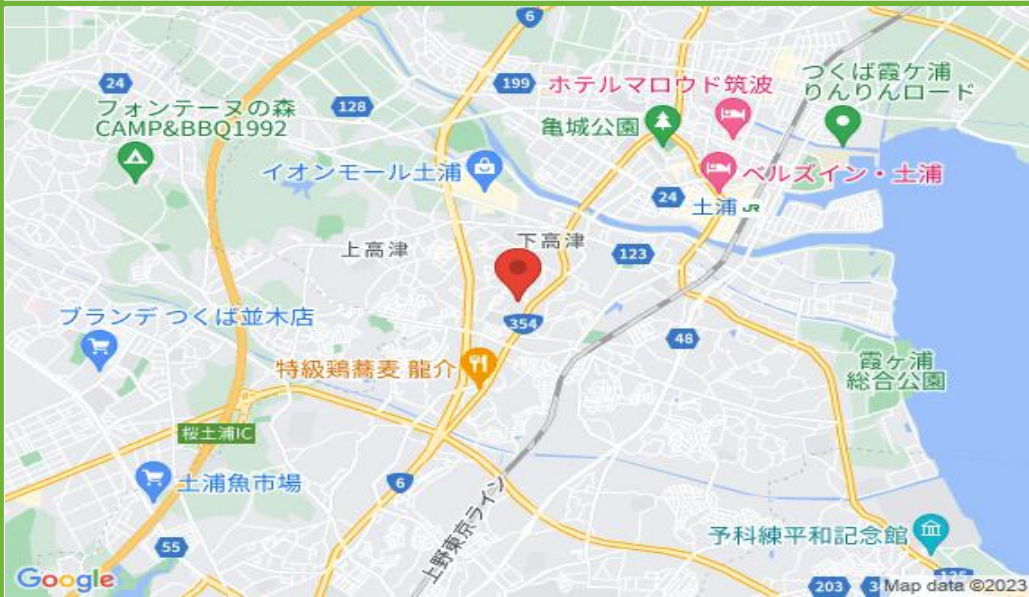 6
24
199
ホテルマロウド筑波
つくば霞ケ浦
りんりんロード
フォンテーヌの森
CAMP&BBQ1992
128
亀城公園
イオンモール土浦
ベルズイン・土浦
24
土浦 JR
上高津
下高津
123
ブランデ つくば並木店
354
48
特級鶏蕎麦 龍介
霞ケ浦
総合公園
桜土浦IC
土浦魚市場
6
上野東京ライン
予科練平和記念館
55
125
203
Google
Map data ©2023